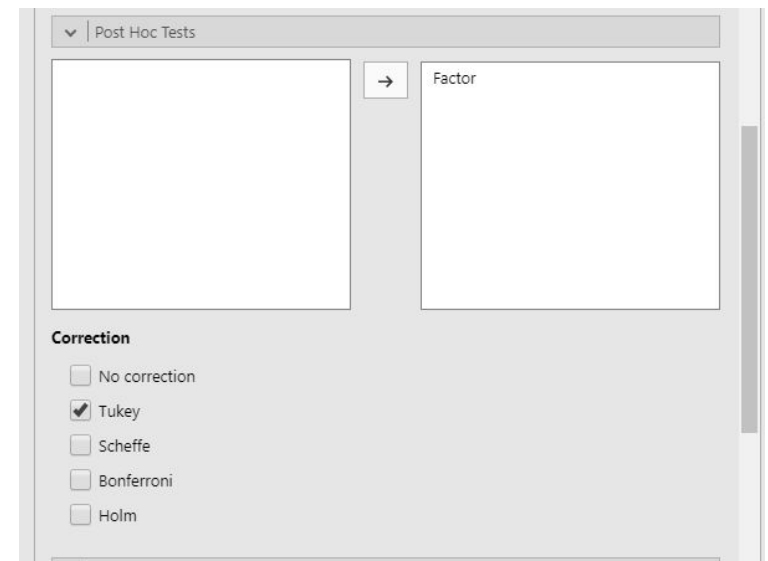 Post Hoc Tests
Factor
Correction
No correction
Tukey
Scheffe
Bonferroni
Holm